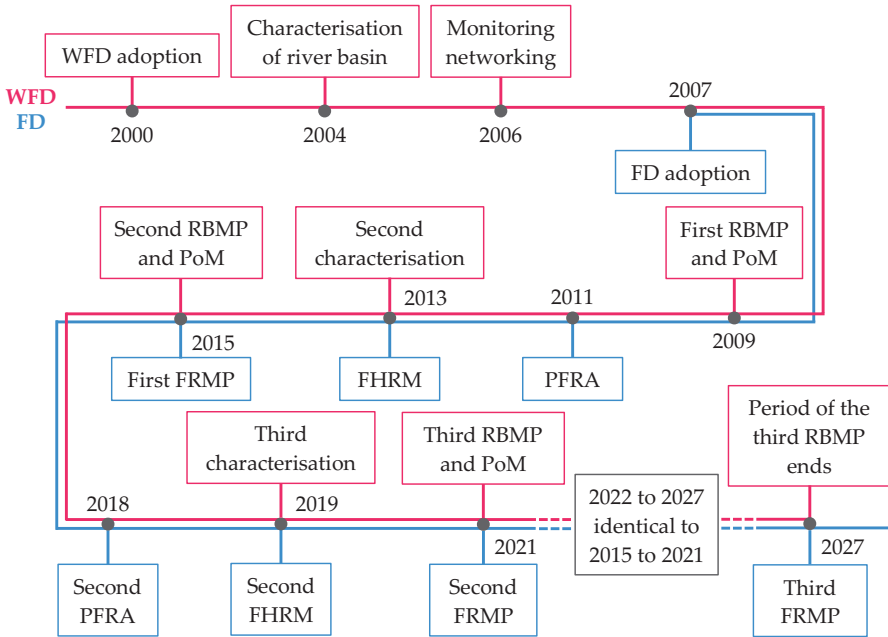 WFD adoption
Characterisation
of river basin
Monitoring
networking
WFD
FD
2000
2004
2006
2007
FD adoption
Second RBMP
and PoM
Second
characterisation
First RBMP
and PoM
2013
2011
2015
2009
First FRMP
FHRM
PFRA
Third
characterisation
Third RBMP
and PoM
Period of the
third RBMP
ends
2022 to 2027
identical to
2015 to 2021
2018
2019
2021
2027
Second
PFRA
Second
FHRM
Second
FRMP
Third
FRMP